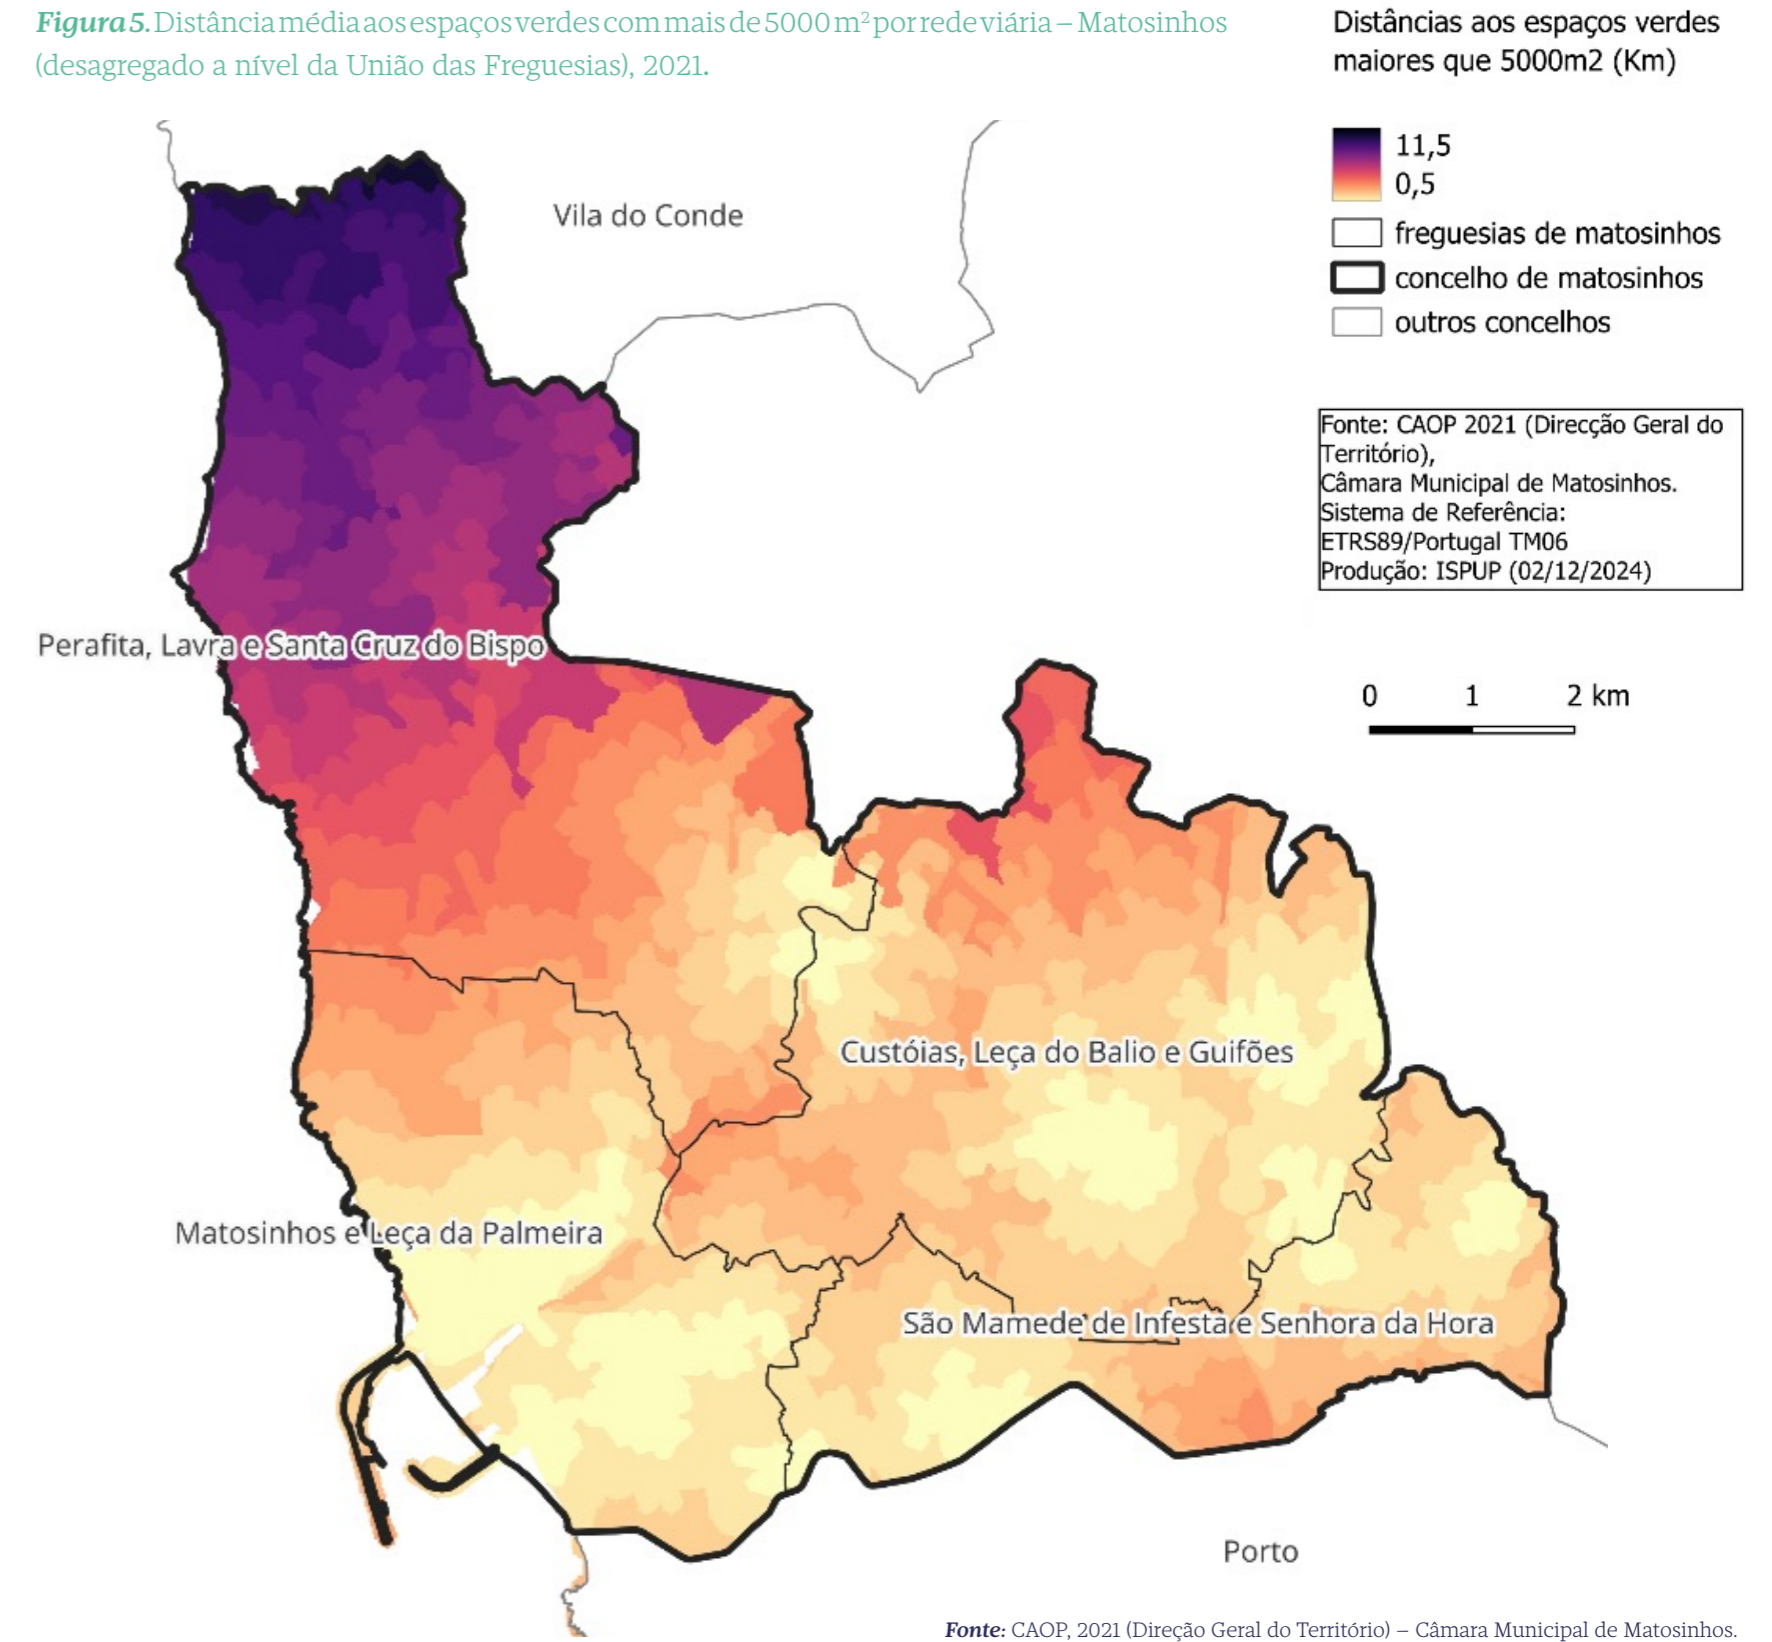 Figura 5. Distância média aos espaços verdes com mais de 5000 m² por rede viária – Matosinhos
(desagregado a nível da União das Freguesias), 2021.
Distâncias aos espaços verdes
maiores que 5000m2 (Km)
11,5
0,5
freguesias de matosinhos
concelho de matosinhos
outros concelhos
Vila do Conde
Fonte: CAOP 2021 (Direcção Geral do
Território),
Câmara Municipal de Matosinhos.
Sistema de Referência:
ETRS89/Portugal TM06
Produção: ISPUP (02/12/2024)
Perafita, Lavra e Santa Cruz do Bispo
0 1 2 km
Custóias, Leça do Balio e Guifões
Matosinhos e Leça da Palmeira
São Mamede de Infesta e Senhora da Hora
Porto
Fonte: CAOP, 2021 (Direção Geral do Território) – Câmara Municipal de Matosinhos.